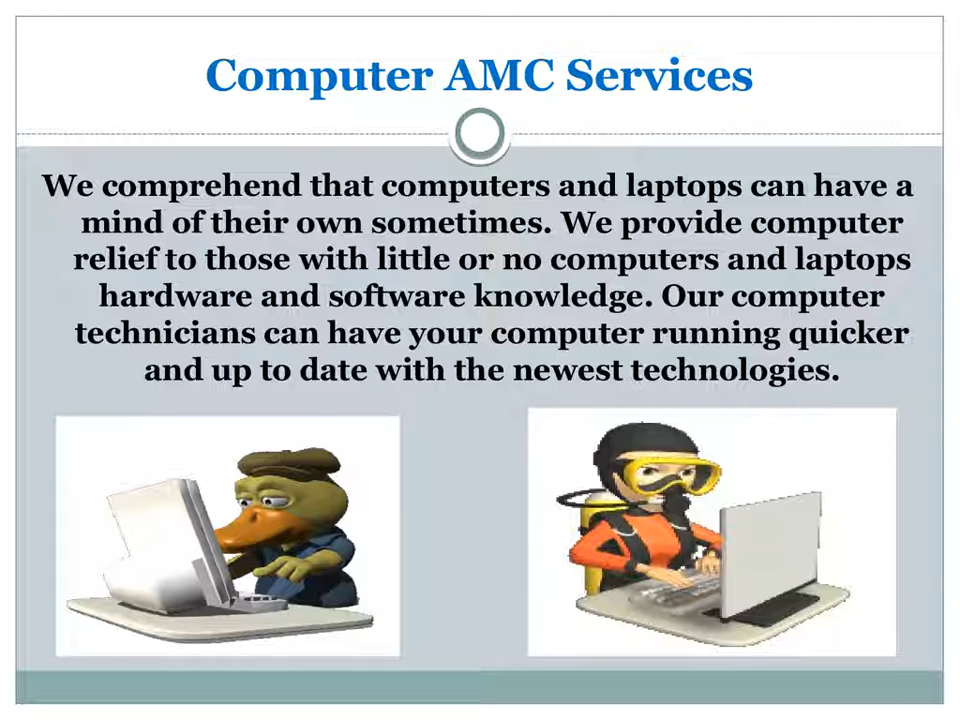 Computer AMC Services
We comprehend that computers and laptops can have a
mind of their own sometimes. We provide computer
relief to those with little or no computers and laptops
hardware and software knowledge. Our computer
technicians can have your computer running quicker
and up to date with the newest technologies.